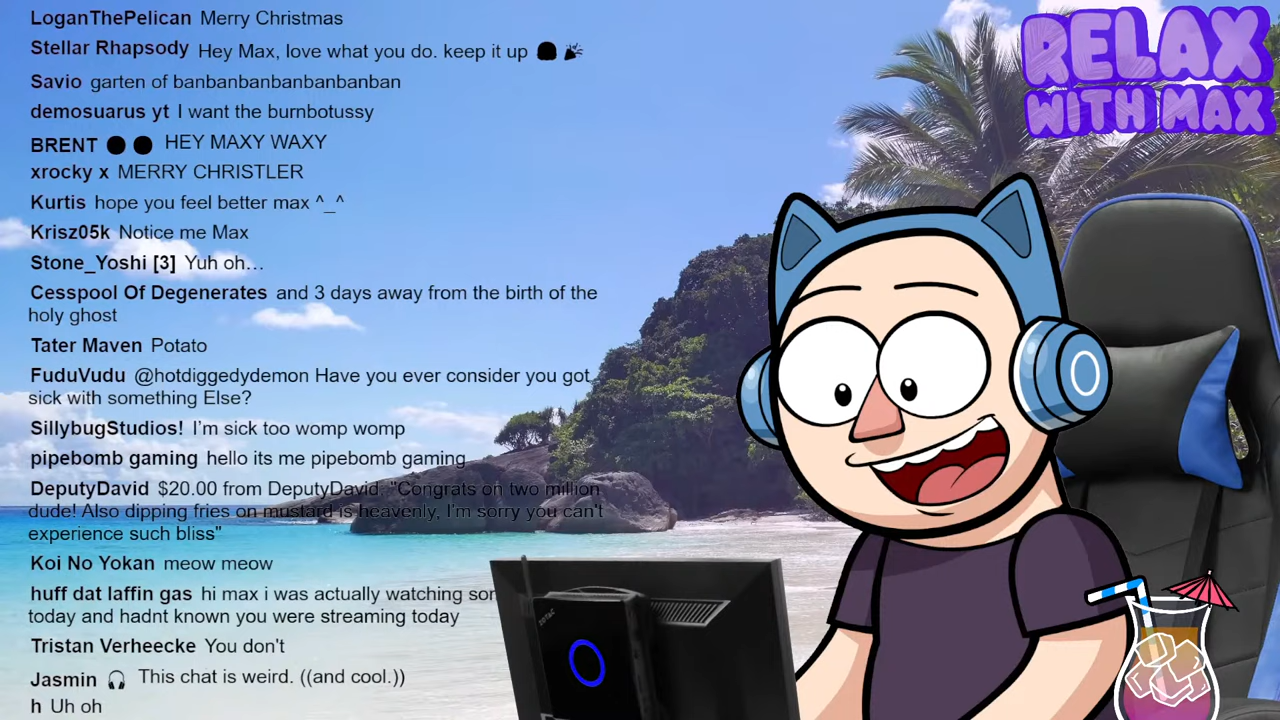 LoganThePelican Merry Christmas
RELAX
WITH MAX
Stellar Rhapsody Hey Max, love what you do. keep it up
Savio garten of banbanbanbanbanbanban
demosuarus yt I want the burnbotussy
BRENT HEY MAXY WAXY
xrocky x MERRY CHRISTLER
Kurtis hope you feel better max ^_^
Krisz05k Notice me Max
Stone_Yoshi [3] Yuh oh…
Cesspool Of Degenerates and 3 days away from the birth of the
holy ghost
Tater Maven Potato
FuduVudu @hotdiggedydemon Have you ever consider you got
sick with something Else?
SillybugStudios! I'm sick too womp womp
pipebomb gaming hello its me pipebomb gaming
DeputyDavid $20.00 from DeputyDavid, "Congrats on two million
dude! Also dipping fries on mustard is heavenly, I'm sorry you can't
experience such bliss"
Koi No Yokan meow meow
huff dat laffin gas hi max i was actually watching
today and hadnt known you were streaming today
Tristan Verheecke You don't
Jasmin This chat is weird. ((and cool.))
h Uh oh